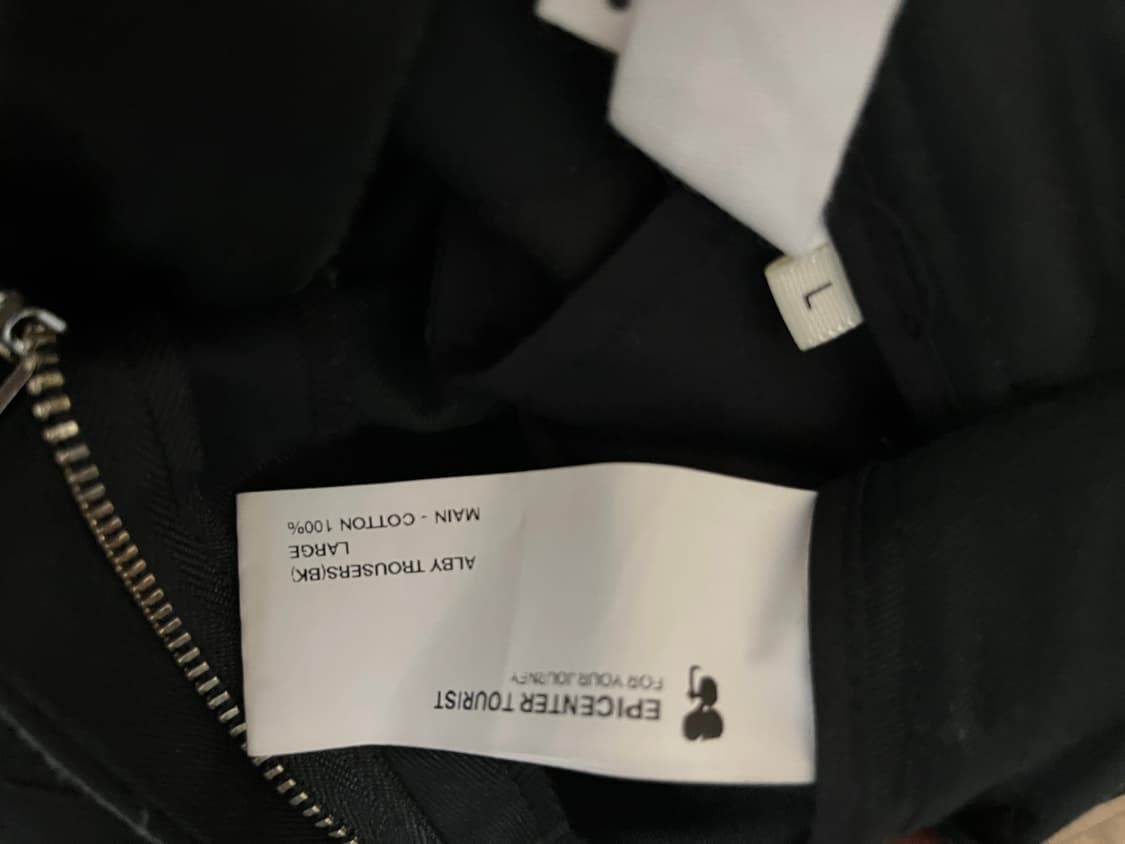 EPICENTER TOURIST
FOR YOUR JOURNEY
ALBY TROUSERS(BK)
LARGE
MAIN - COTTON 100%
L